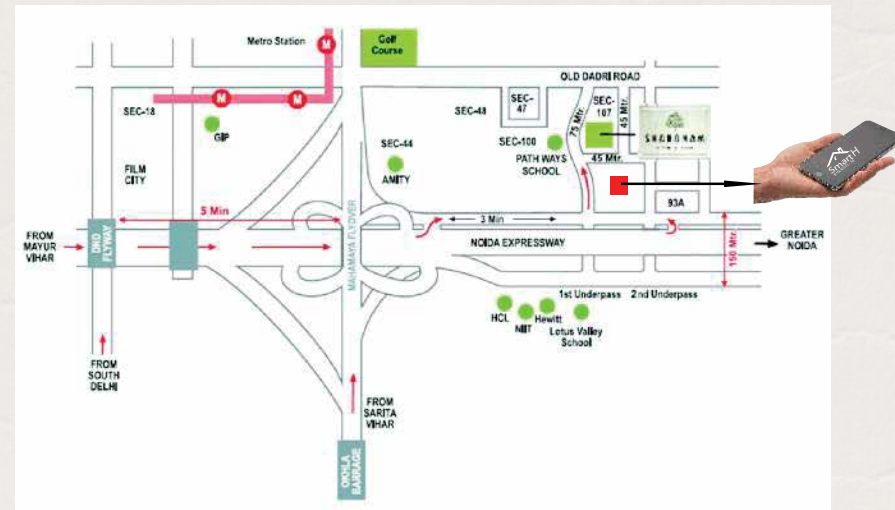 Metro Station
M
Golf
Course
OLD DADRI ROAD
M
M
SEC-18
GIP
SEC-44
AMITY
SEC-48
SEC-
47
SEC-100
PATH WAYS
SCHOOL
75 Mtr.
SEC-
107
45 Mtr.
45 Mtr.
SmartH
FILM
CITY
93A
5 Min
3 Min
FROM
MAYUR
VIHAR
DND
FLYWAY
MAHAMAYA FLYOVER
NOIDA EXPRESSWAY
150 Mtr.
GREATER
NOIDA
1st Underpass
2nd Underpass
HCL
NIIT
Hewitt
Lotus Valley
School
FROM
SOUTH
DELHI
FROM
SARITA
VIHAR
OKHLA
BARRAGE